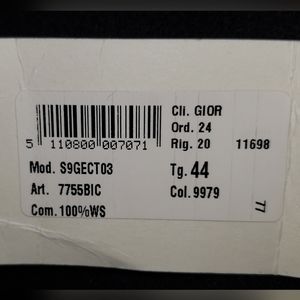 Cli. GIOR
Ord. 24
5 110800 007071 Rig. 20 11698
Mod. S9GECT03 Tg. 44
Art. 7755BIC Col. 9979
Com. 100%WS
77